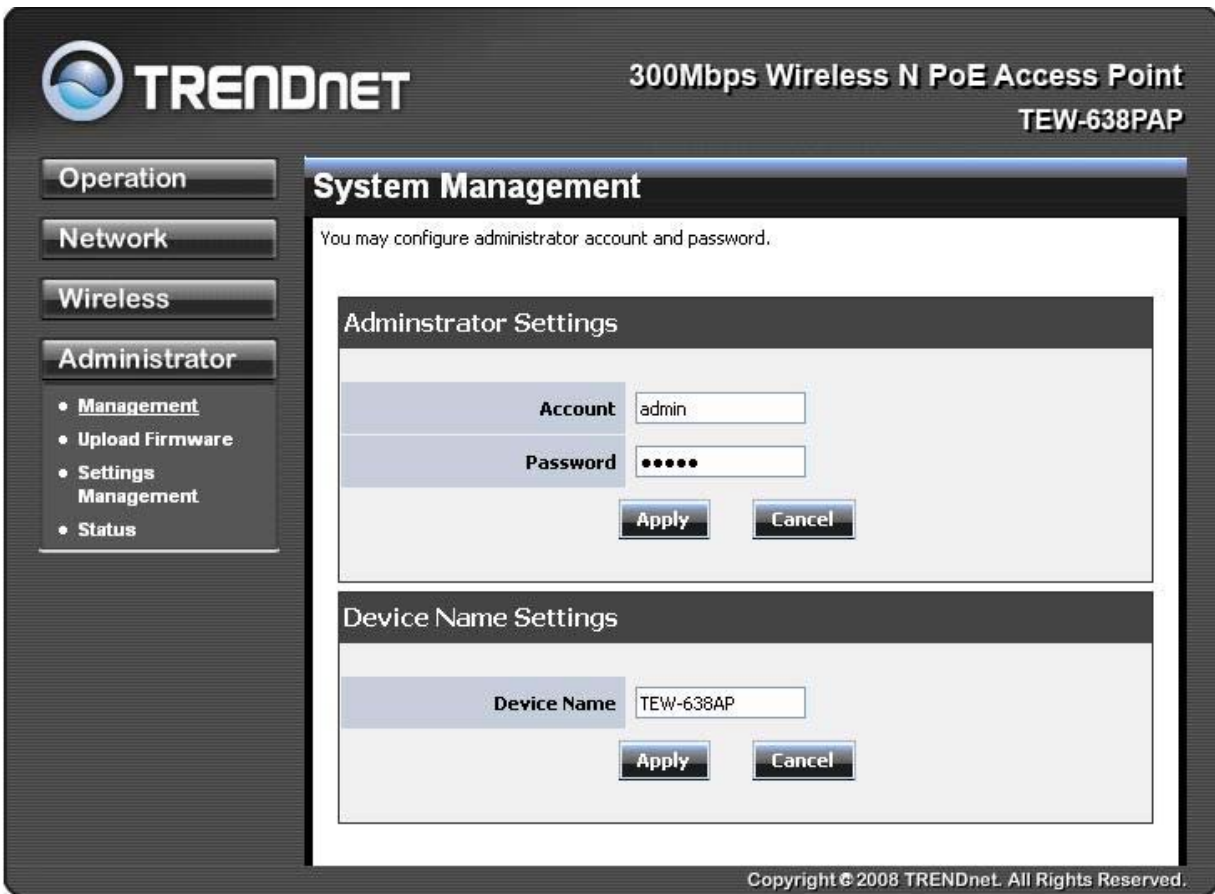 TRENDNET
300Mbps Wireless N PoE Access Point
TEW-638PAP
Operation
Network
Wireless
Administrator
• Management
• Upload Firmware
• Settings
Management
• Status
System Management
You may configure administrator account and password.
Adminstrator Settings
Account admin
Password •••••
Apply Cancel
Device Name Settings
Device Name TEW-638AP
Apply Cancel
Copyright © 2008 TRENDnet. All Rights Reserved.